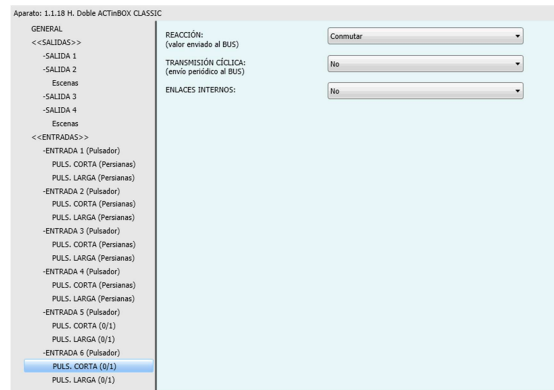 Aparato: 1.1.18 H. Doble ACTinBOX CLASSIC
GENERAL
<<SALIDAS>>
-SALIDA 1
-SALIDA 2
Escenas
-SALIDA 3
-SALIDA 4
Escenas
<<ENTRADAS>>
-ENTRADA 1 (Pulsador)
PULS. CORTA (Persianas)
PULS. LARGA (Persianas)
-ENTRADA 2 (Pulsador)
PULS. CORTA (Persianas)
PULS. LARGA (Persianas)
-ENTRADA 3 (Pulsador)
PULS. CORTA (Persianas)
PULS. LARGA (Persianas)
-ENTRADA 4 (Pulsador)
PULS. CORTA (Persianas)
PULS. LARGA (Persianas)
-ENTRADA 5 (Pulsador)
PULS. CORTA (0/1)
PULS. LARGA (0/1)
-ENTRADA 6 (Pulsador)
PULS. CORTA (0/1)
PULS. LARGA (0/1)
REACCIÓN:
(valor enviado al BUS)
Conmutar
TRANSMISIÓN CÍCLICA:
(envío periódico al BUS)
No
ENLACES INTERNOS:
No